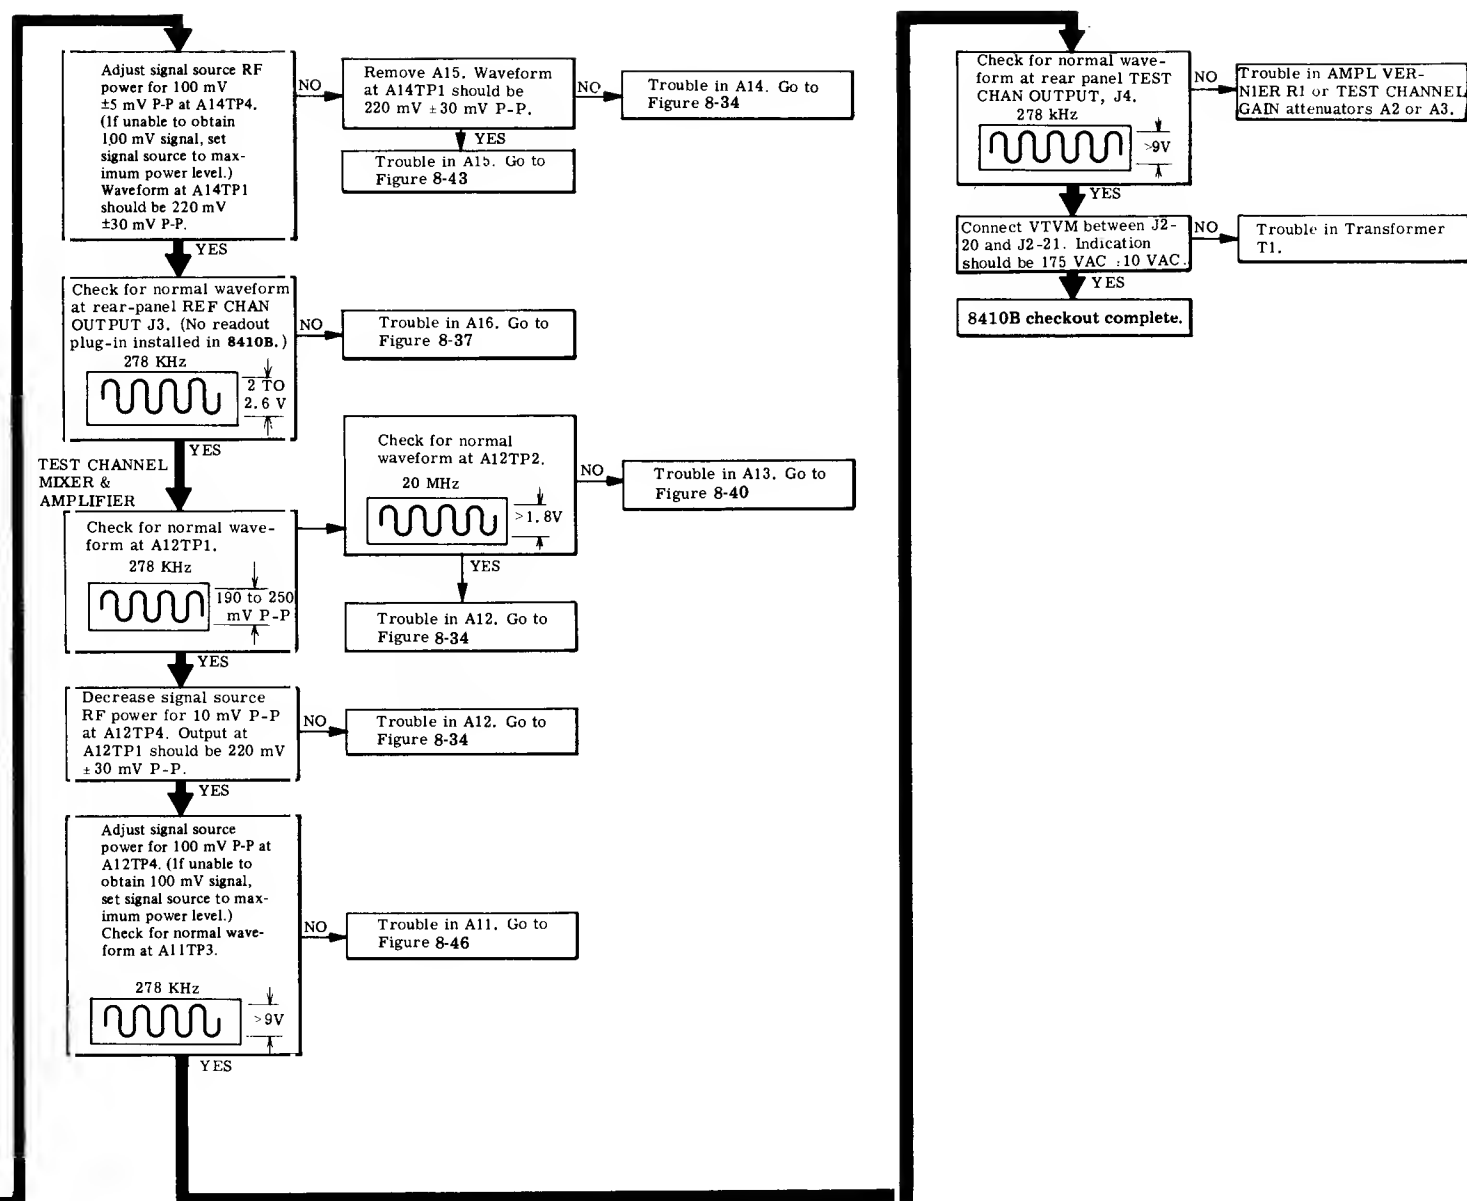 Adjust signal source RF
power for 100 mV
±5 mV P-P at A14TP4.
(If unable to obtain
100 mV signal, set
signal source to max-
imum power level.)
Waveform at A14TP1
should be 220 mV
±30 mV P-P.
NO
Remove A15. Waveform
at A14TP1 should be
220 mV ±30 mV P-P.
NO
Trouble in A14. Go to
Figure 8-34
YES
Trouble in A15. Go to
Figure 8-43
YES
Check for normal waveform
at rear-panel REF CHAN
OUTPUT J3. (No readout
plug-in installed in 8410B.)
278 KHz
2 TO
2.6 V
NO
Trouble in A16. Go to
Figure 8-37
YES
TEST CHANNEL
MIXER &
AMPLIFIER
Check for normal wave-
form at A12TP1.
278 KHz
190 to 250
mV P-P
Check for normal
waveform at A12TP2.
20 MHz
>1.8V
NO
Trouble in A13. Go to
Figure 8-40
YES
Trouble in A12. Go to
Figure 8-34
YES
Decrease signal source
RF power for 10 mV P-P
at A12TP4. Output at
A12TP1 should be 220 mV
±30 mV P-P.
NO
Trouble in A12. Go to
Figure 8-34
YES
Adjust signal source
power for 100 mV P-P at
A12TP4. (If unable to
obtain 100 mV signal,
set signal source to max-
imum power level.)
Check for normal wave-
form at A11TP3.
278 KHz
>9V
NO
Trouble in A11. Go to
Figure 8-46
YES
Check for normal wave-
form at rear panel TEST
CHAN OUTPUT, J4.
278 kHz
>9V
NO
Trouble in AMPL VER-
NIER R1 or TEST CHANNEL
GAIN attenuators A2 or A3.
YES
Connect VTVM between J2-
20 and J2-21. Indication
should be 175 VAC ±10 VAC.
NO
Trouble in Transformer
T1.
YES
8410B checkout complete.